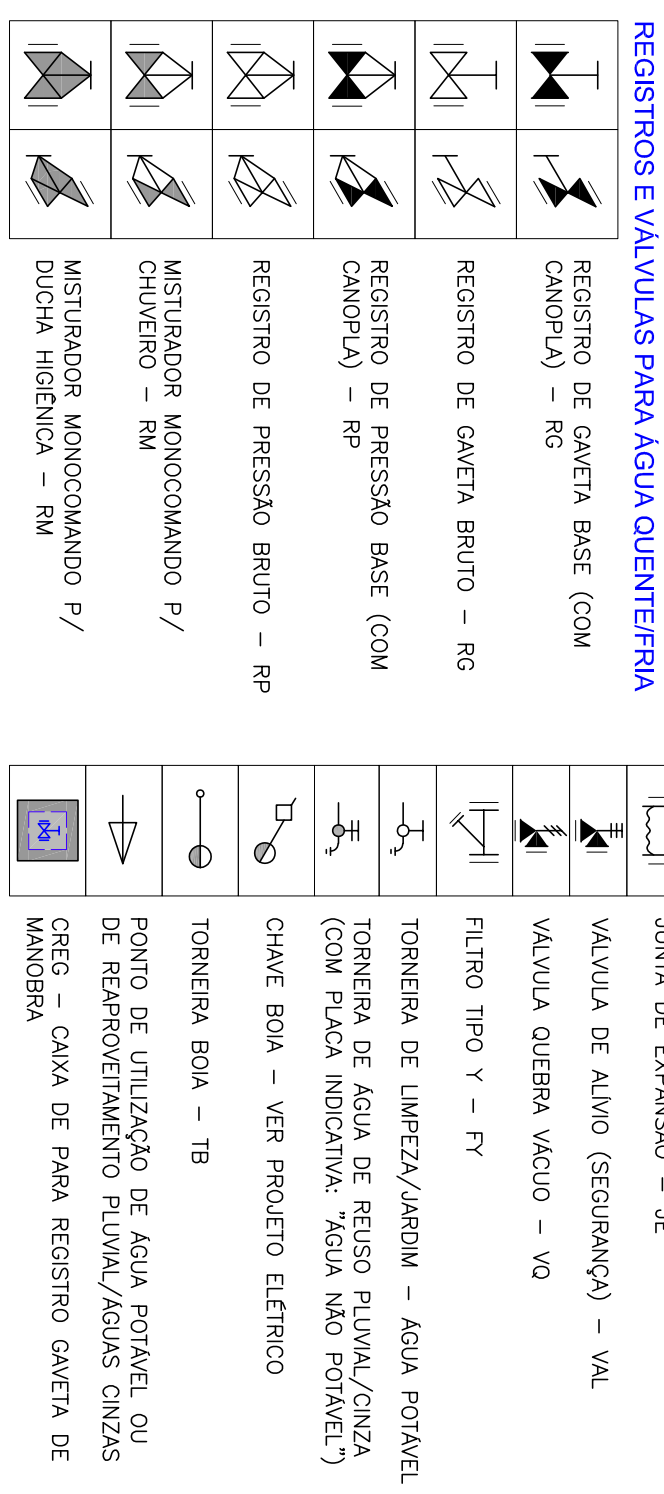 REGISTROS E VÁLVULAS PARA ÁGUA QUENTE/FRIA
REGISTRO DE GAVETA BASE (COM
CANOPLA) – RG
REGISTRO DE GAVETA BRUTO – RG
REGISTRO DE PRESSÃO BASE (COM
CANOPLA) – RP
REGISTRO DE PRESSÃO BRUTO – RP
MISTURADOR MONOCOMANDO P/
CHUVEIRO – RM
MISTURADOR MONOCOMANDO P/
DUCHA HIGIÊNICA – RM
JUNTA DE EXPANSÃO – JE
VÁLVULA DE ALÍVIO (SEGURANÇA) – VAL
VÁLVULA QUEBRA VÁCUO – VQ
FILTRO TIPO Y – FY
TORNEIRA DE LIMPEZA/JARDIM – ÁGUA POTÁVEL
TORNEIRA DE ÁGUA DE REUSO PLUVIAL/CINZA
(COM PLACA INDICATIVA: "ÁGUA NÃO POTÁVEL")
CHAVE BOIA – VER PROJETO ELÉTRICO
TORNEIRA BOIA – TB
PONTO DE UTILIZAÇÃO DE ÁGUA POTÁVEL OU
DE REAPROVEITAMENTO PLUVIAL/ÁGUAS CINZAS
CREG – CAIXA DE PARA REGISTRO GAVETA DE
MANOBRA